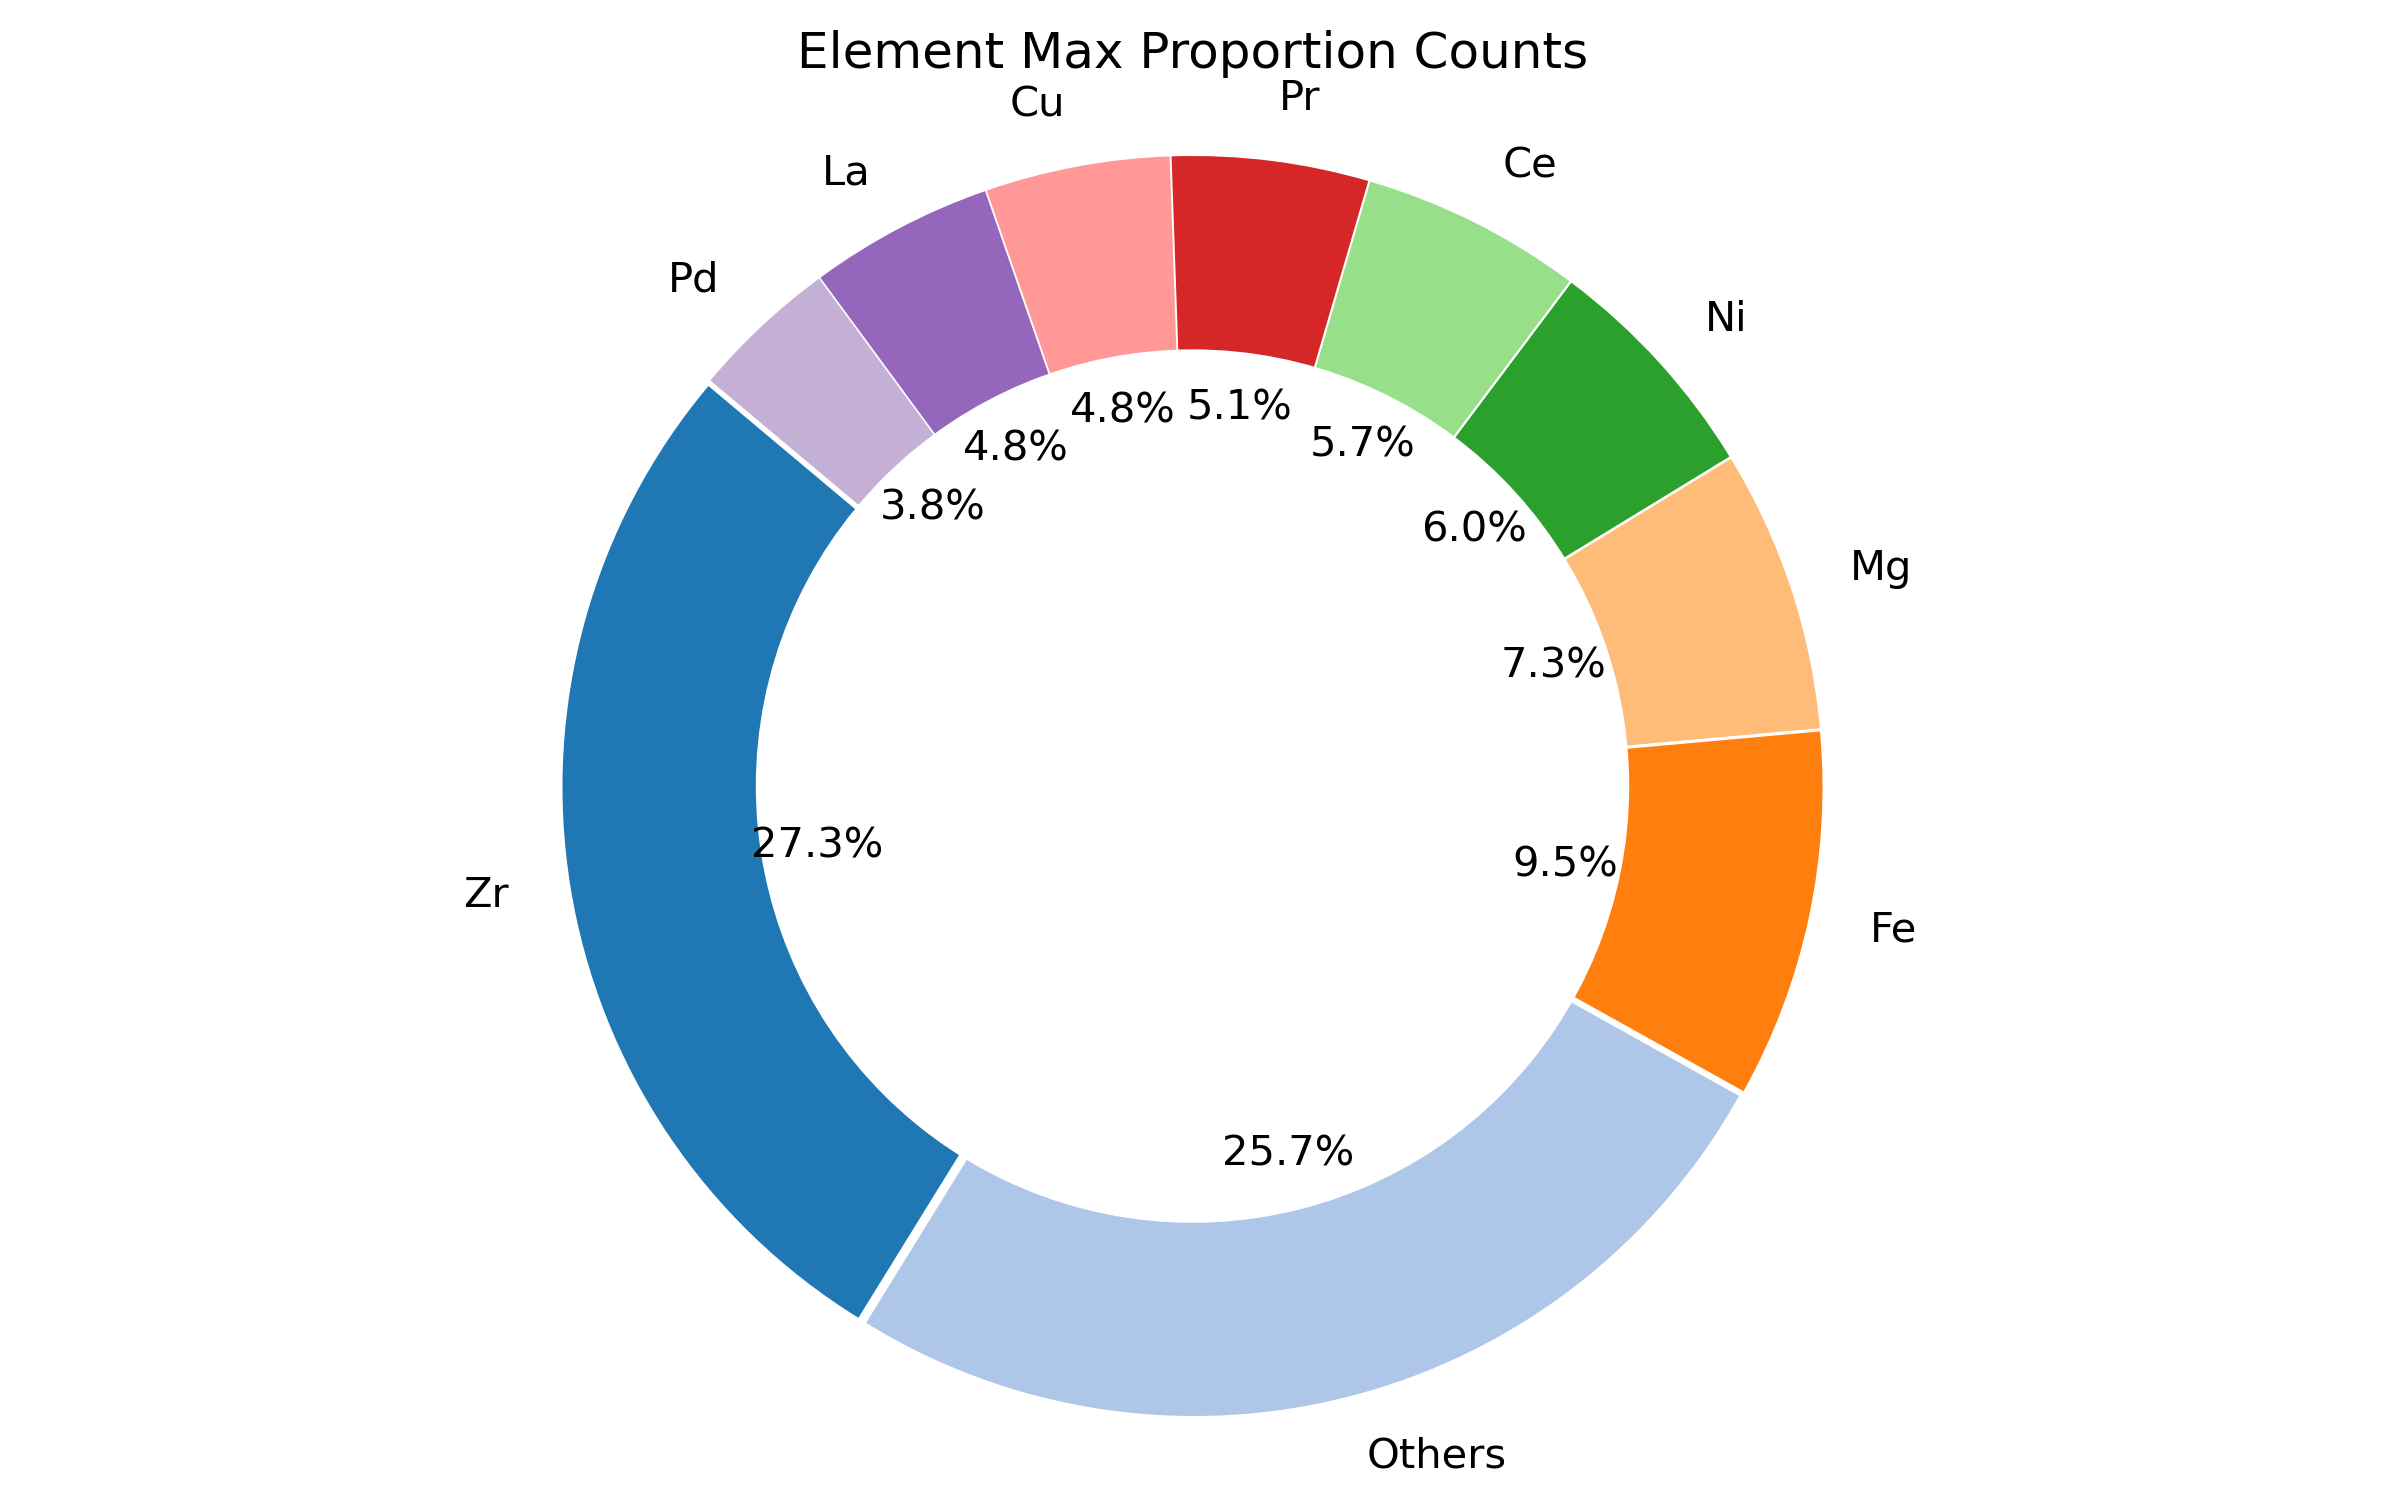 Element Max Proportion Counts
Cu
Pr
Ce
La
Pd
Ni
Mg
Fe
Zr
Others
4.8%
5.1%
5.7%
4.8%
3.8%
6.0%
7.3%
27.3%
9.5%
25.7%